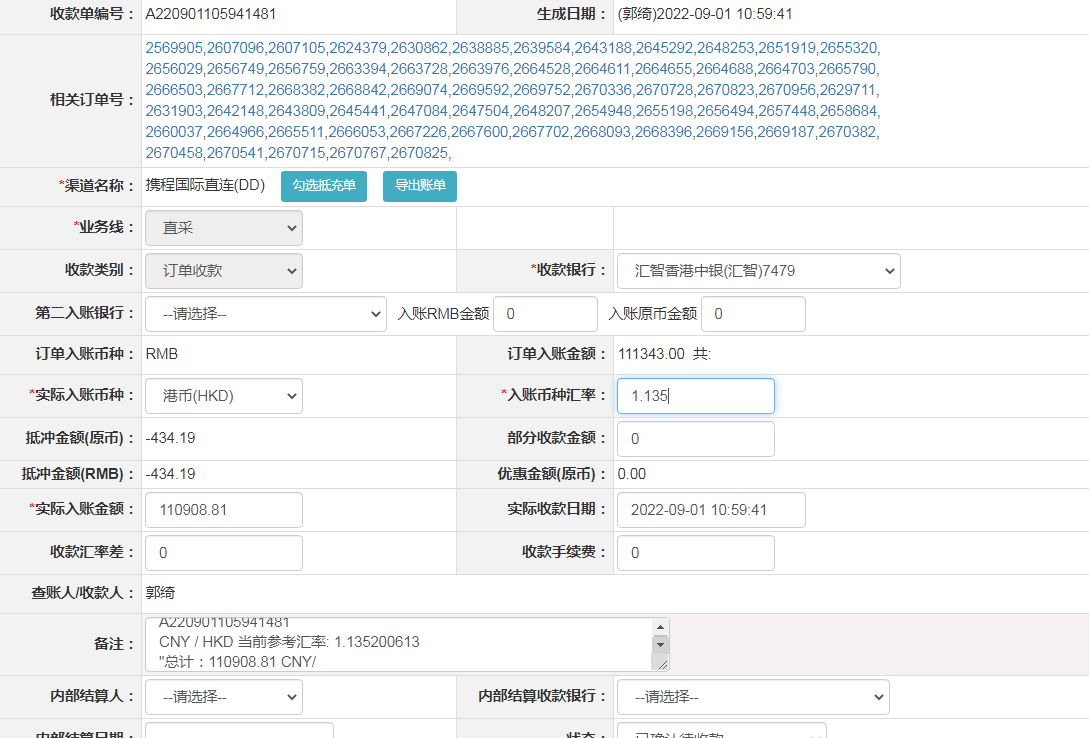 收款单编号： A220901105941481 生成日期： (郭绮)2022-09-01 10:59:41
2569905,2607096,2607105,2624379,2630862,2638885,2639584,2643188,2645292,2648253,2651919,2655320,
2656029,2656749,2656759,2663394,2663728,2663976,2664528,2664611,2664655,2664688,2664703,2665790,
相关订单号： 2666503,2667712,2668382,2668842,2669074,2669592,2669752,2670336,2670728,2670823,2670956,2629711,
2631903,2642148,2643809,2645441,2647084,2647504,2648207,2654948,2655198,2656494,2657448,2658684,
2660037,2664966,2665511,2666053,2667226,2667600,2667702,2668093,2668396,2669156,2669187,2670382,
2670458,2670541,2670715,2670767,2670825,
*渠道名称： 携程国际直连(DD) 勾选抵充单 导出账单
*业务线： 直采
收款类别： 订单收款 *收款银行： 汇智香港中银(汇智)7479
第二入账银行： --请选择-- 入账RMB金额 0 入账原币金额 0
订单入账币种： RMB 订单入账金额： 111343.00 共:
*实际入账币种： 港币(HKD) *入账币种汇率： 1.135
抵冲金额(原币)： -434.19 部分收款金额： 0
抵冲金额(RMB)： -434.19 优惠金额(原币)： 0.00
*实际入账金额： 110908.81 实际收款日期： 2022-09-01 10:59:41
收款汇率差： 0 收款手续费： 0
查账人/收款人： 郭绮
A220901105941481
备注： CNY / HKD 当前参考汇率: 1.135200613
"总计：110908.81 CNY/
内部结算人： --请选择-- 内部结算收款银行： --请选择--
内部结算日期： 状态： 已确认待收款